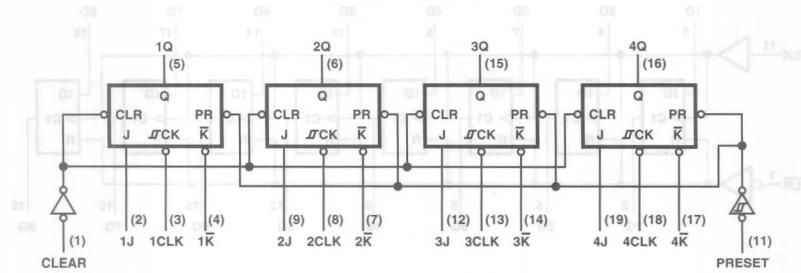 1Q 2Q 3Q 4Q
(5) (6) (15) (16)
Q Q Q Q
CLR PR CLR PR CLR PR CLR PR
J CK K̅ J CK K̅ J CK K̅ J CK K̅
(2) (3) (4) (9) (8) (7) (12) (13) (14) (19) (18) (17)
(1) 1J 1CLK 1K̅ 2J 2CLK 2K̅ 3J 3CLK 3K̅ 4J 4CLK 4K̅ (11)
CLEAR PRESET